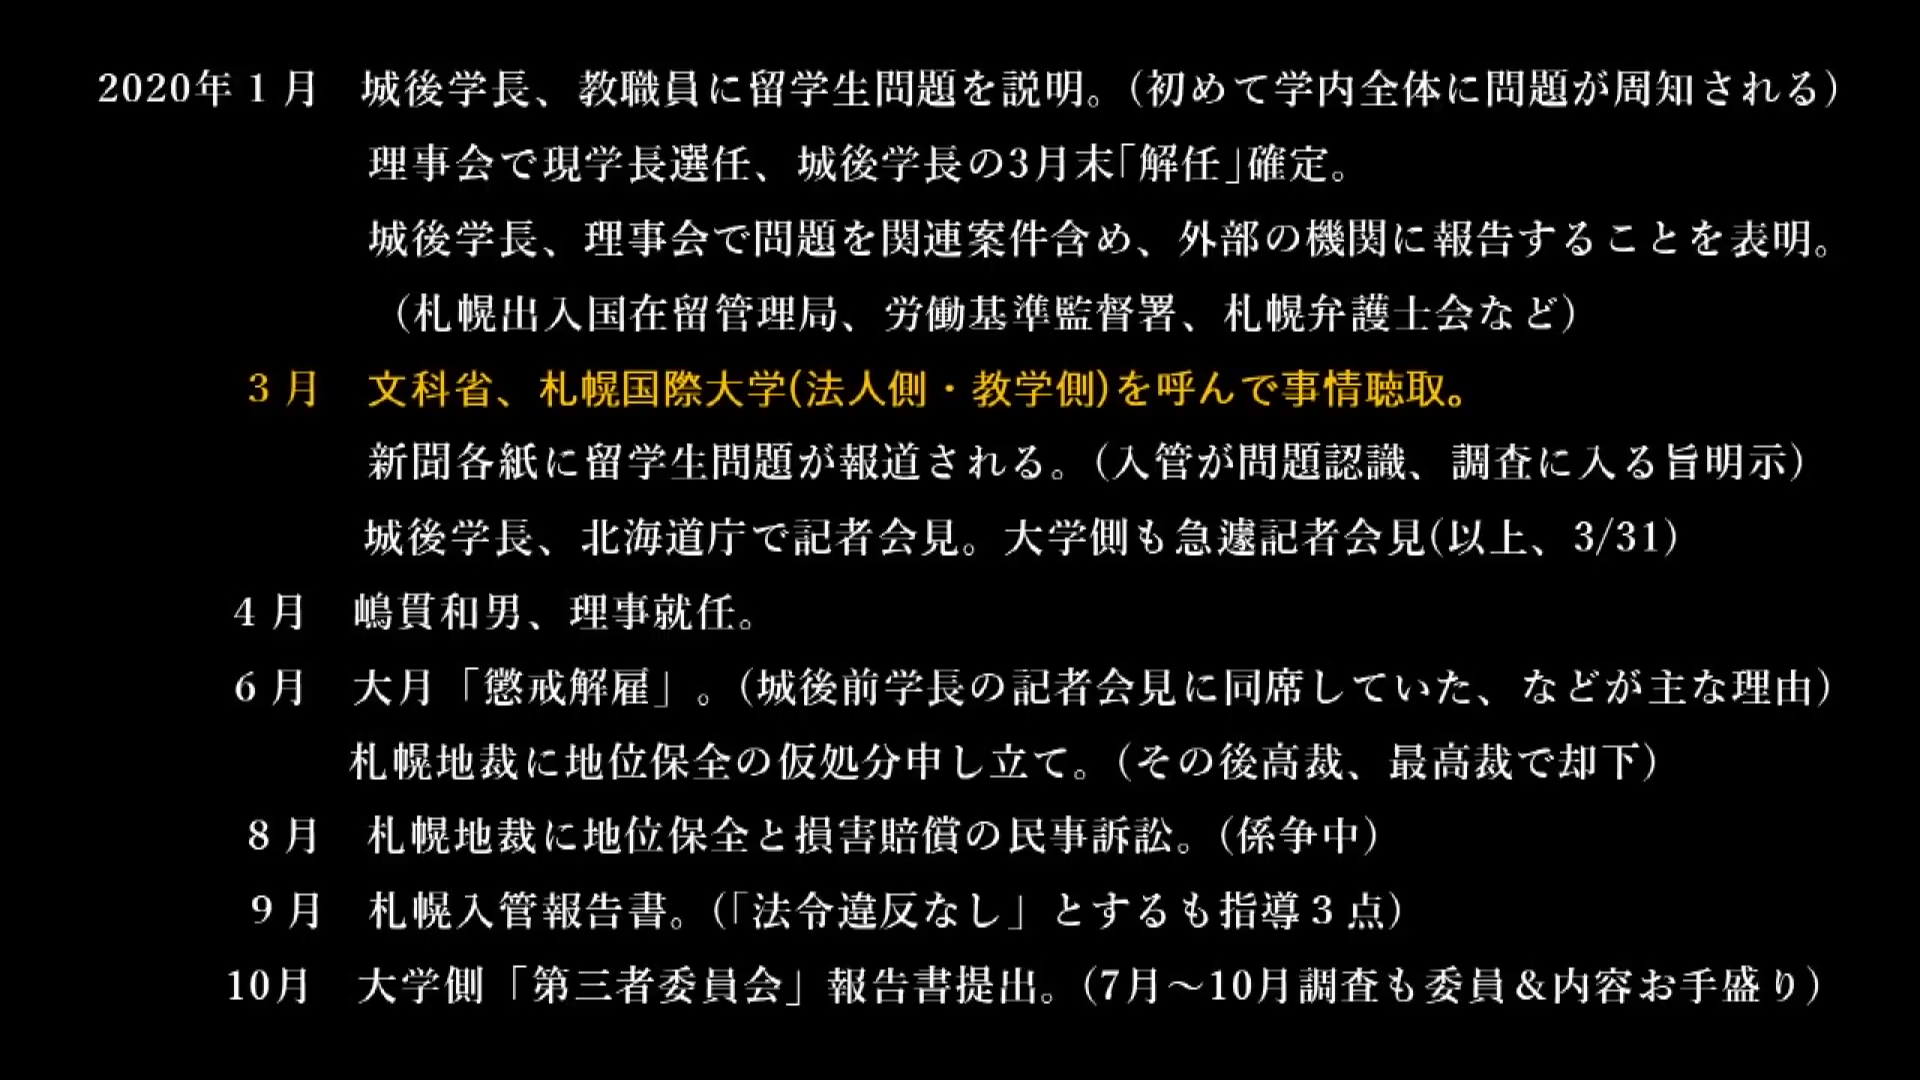 2020年1月　城後学長、教職員に留学生問題を説明。（初めて学内全体に問題が周知される）
理事会で現学長選任、城後学長の3月末「解任」確定。
城後学長、理事会で問題を関連案件含め、外部の機関に報告することを表明。
（札幌出入国在留管理局、労働基準監督署、札幌弁護士会など）
3月　文科省、札幌国際大学(法人側・教学側)を呼んで事情聴取。
新聞各紙に留学生問題が報道される。（入管が問題認識、調査に入る旨明示）
城後学長、北海道庁で記者会見。大学側も急遽記者会見(以上、3/31)
4月　嶋貫和男、理事就任。
6月　大月「懲戒解雇」。（城後前学長の記者会見に同席していた、などが主な理由）
札幌地裁に地位保全の仮処分申し立て。（その後高裁、最高裁で却下）
8月　札幌地裁に地位保全と損害賠償の民事訴訟。（係争中）
9月　札幌入管報告書。（「法令違反なし」とするも指導3点）
10月　大学側「第三者委員会」報告書提出。（7月～10月調査も委員＆内容お手盛り）